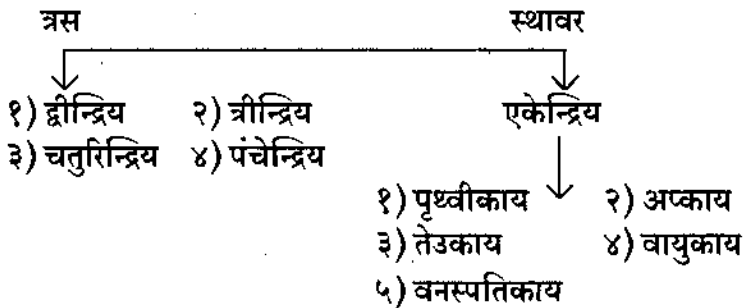 त्रस स्थावर
१) द्वीन्द्रिय २) त्रीन्द्रिय एकेन्द्रिय
३) चतुरिन्द्रिय ४) पंचेन्द्रिय
१) पृथ्वीकाय २) अप्काय
३) तेउकाय ४) वायुकाय
५) वनस्पतिकाय